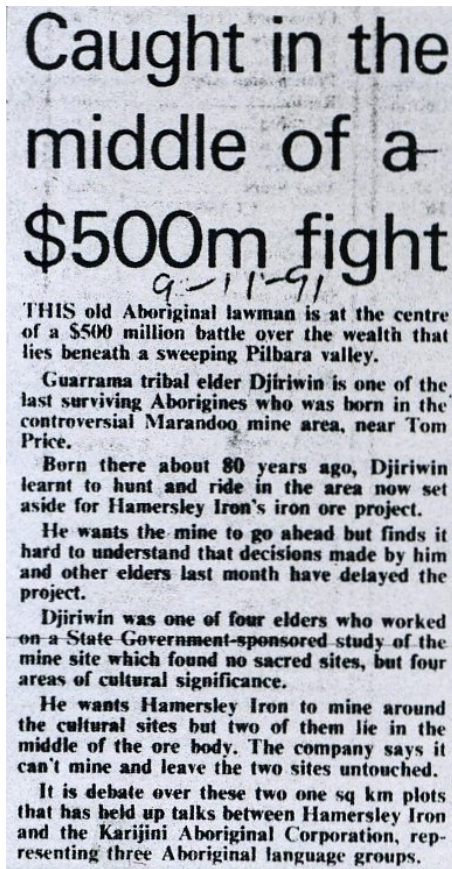 Caught in the
middle of a
$500m fight
9-11-91
THIS old Aboriginal lawman is at the centre
of a $500 million battle over the wealth that
lies beneath a sweeping Pilbara valley.
Guarrama tribal elder Djiriwin is one of the
last surviving Aborigines who was born in the
controversial Marandoo mine area, near Tom
Price.
Born there about 80 years ago, Djiriwin
learnt to hunt and ride in the area now set
aside for Hamersley Iron's iron ore project.
He wants the mine to go ahead but finds it
hard to understand that decisions made by him
and other elders last month have delayed the
project.
Djiriwin was one of four elders who worked
on a State Government-sponsored study of the
mine site which found no sacred sites, but four
areas of cultural significance.
He wants Hamersley Iron to mine around
the cultural sites but two of them lie in the
middle of the ore body. The company says it
can't mine and leave the two sites untouched.
It is debate over these two one sq km plots
that has held up talks between Hamersley Iron
and the Karijini Aboriginal Corporation, rep-
resenting three Aboriginal language groups.